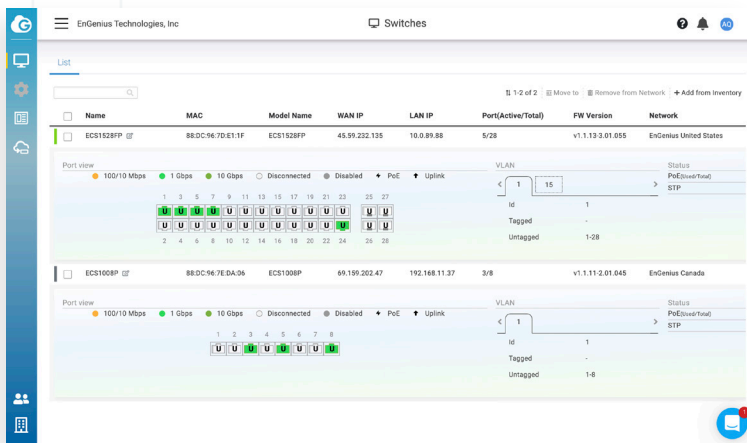 EnGenius Technologies, Inc
Switches
AQ
List
1-2 of 2 Move to Remove from Network + Add from Inventory
Name MAC Model Name WAN IP LAN IP Port(Active/Total) FW Version Network
ECS1528FP 88:DC:96:7D:E1:1F ECS1528FP 45.59.232.135 10.0.89.88 5/28 v1.1.13-3.01.055 EnGenius United States
Port view
100/10 Mbps 1 Gbps 10 Gbps Disconnected Disabled PoE Uplink
1 3 5 7 9 11 13 15 17 19 21 23 25 27
U U U U U U U U U U U U U U
U U U U U U U U U U U U U U
2 4 6 8 10 12 14 16 18 20 22 24 26 28
VLAN
< 1 15 >
Id 1
Tagged -
Untagged 1-28
Status
PoE(Used/Total)
STP
ECS1008P 88:DC:96:7E:DA:06 ECS1008P 69.159.202.47 192.168.11.37 3/8 v1.1.11-2.01.045 EnGenius Canada
Port view
100/10 Mbps 1 Gbps 10 Gbps Disconnected Disabled PoE Uplink
1 2 3 4 5 6 7 8
U U U U U U U U
VLAN
< 1 >
Id 1
Tagged -
Untagged 1-8
Status
PoE(Used/Total)
STP
1